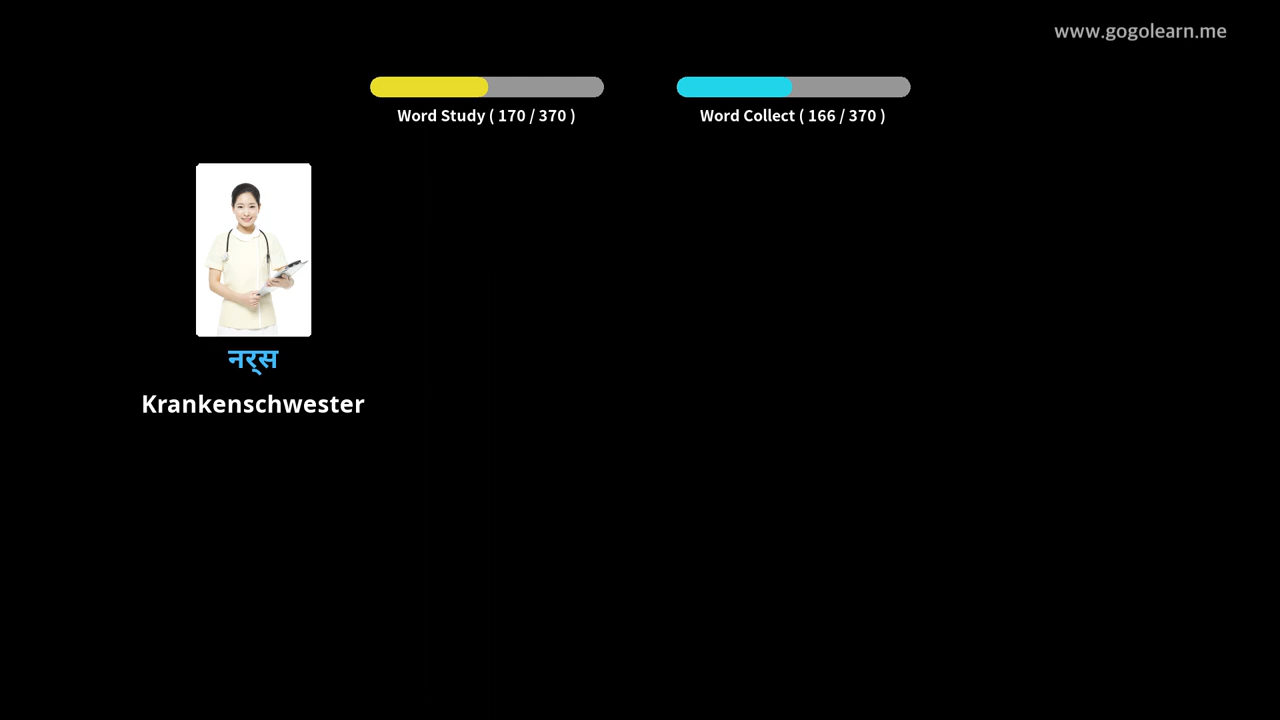 www.gogolearn.me
Word Study ( 170 / 370 )
Word Collect ( 166 / 370 )
नर्स
Krankenschwester